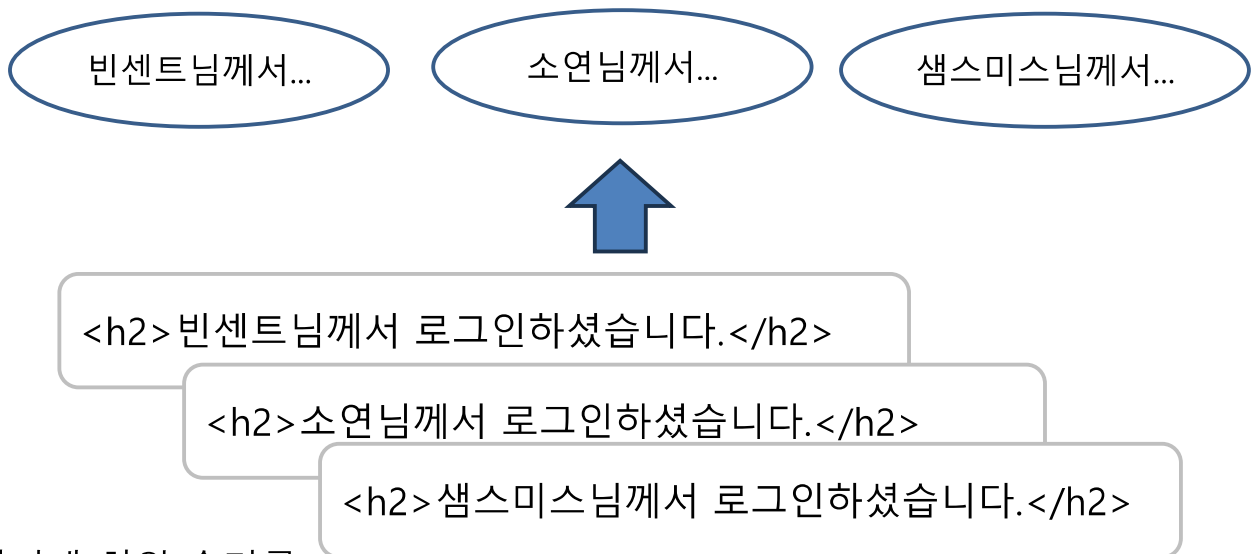 빈센트님께서...
소연님께서...
샘스미스님께서...
<h2>빈센트님께서 로그인하셨습니다.</h2>
<h2>소연님께서 로그인하셨습니다.</h2>
<h2>샘스미스님께서 로그인하셨습니다.</h2>